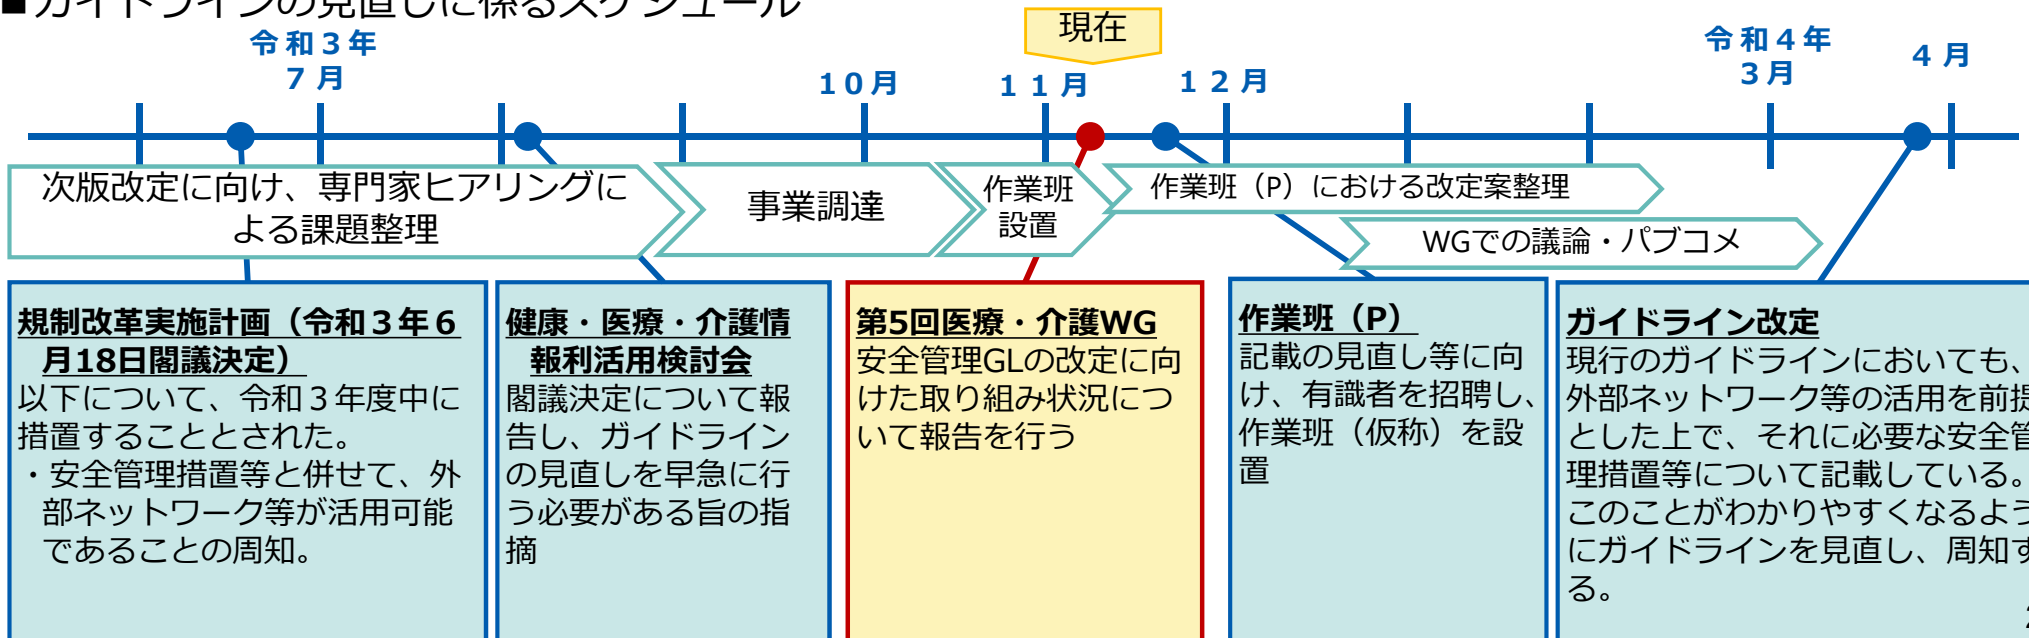 ■ガイドラインの見直しに係るスケジュール
現在
令和３年
７月
１０月
１１月
１２月
令和４年
３月
４月
次版改定に向け、専門家ヒアリングに
よる課題整理
事業調達
作業班
設置
作業班（P）における改定案整理
WGでの議論・パブコメ
規制改革実施計画（令和３年６
月18日閣議決定）
以下について、令和３年度中に
措置することとされた。
・安全管理措置等と併せて、外
部ネットワーク等が活用可能
であることの周知。
健康・医療・介護情
報利活用検討会
閣議決定について報
告し、ガイドライン
の見直しを早急に行
う必要がある旨の指
摘
第5回医療・介護WG
安全管理GLの改定に向
けた取り組み状況につ
いて報告を行う
作業班（P）
記載の見直し等に向
け、有識者を招聘し、
作業班（仮称）を設
置
ガイドライン改定
現行のガイドラインにおいても、
外部ネットワーク等の活用を前提
とした上で、それに必要な安全管
理措置等について記載している。
このことがわかりやすくなるよう
にガイドラインを見直し、周知す
る。